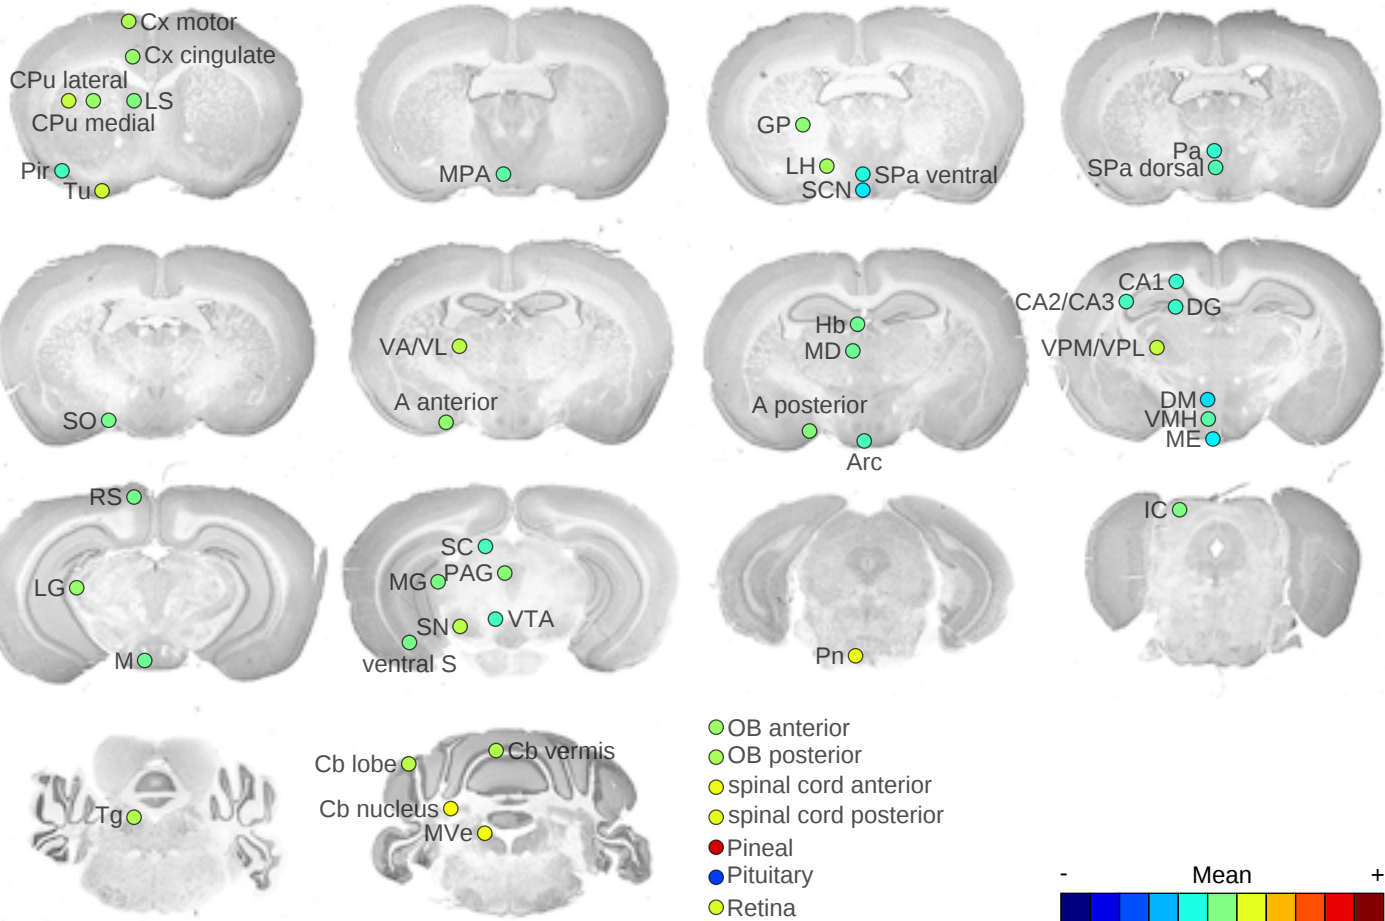 Cx motor
Cx cingulate
CPu lateral
LS
CPu medial
Pir
Tu
MPA
GP
LH
SPa ventral
SCN
Pa
SPa dorsal
SO
VA/VL
A anterior
Hb
MD
A posterior
Arc
CA1
CA2/CA3
DG
VPM/VPL
DM
VMH
ME
RS
LG
M
SC
MG
PAG
SN
VTA
ventral S
Pn
IC
Tg
Cb lobe
Cb vermis
Cb nucleus
MVe
OB anterior
OB posterior
spinal cord anterior
spinal cord posterior
Pineal
Pituitary
Retina
- Mean +